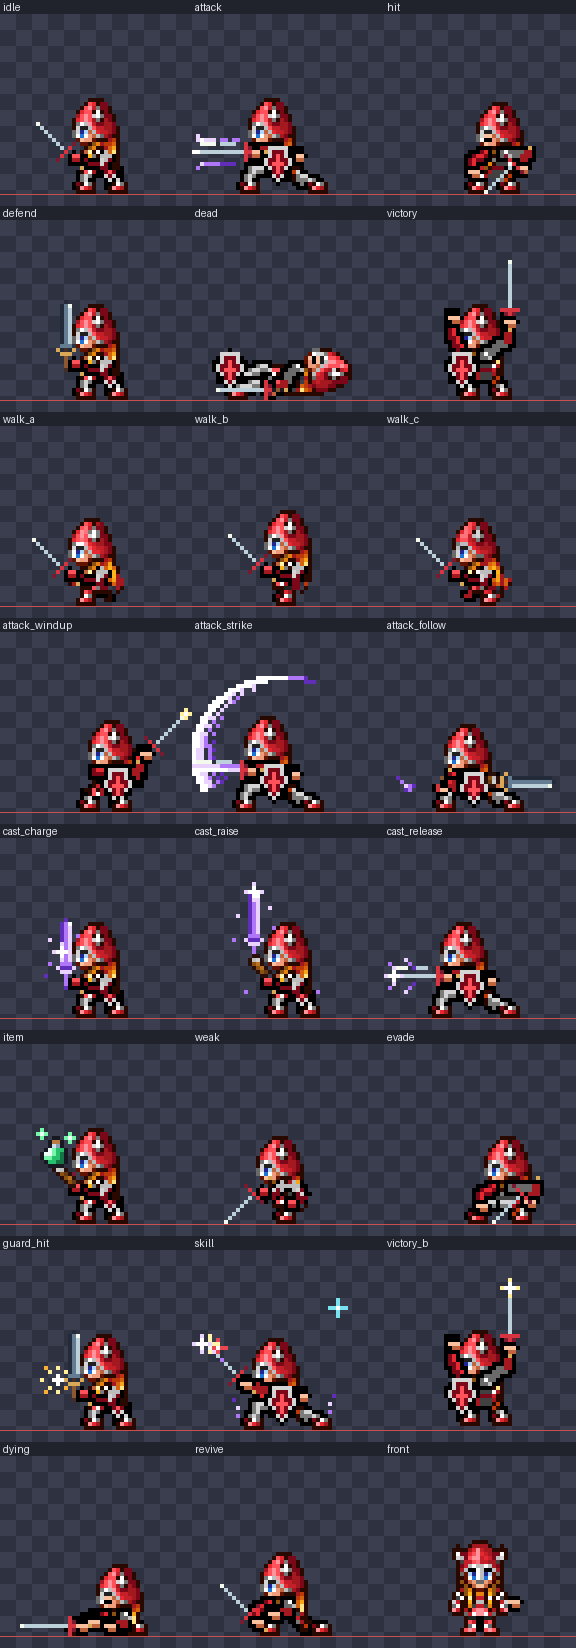 idle attack hit
defend dead victory
walk_a walk_b walk_c
attack_windup attack_strike attack_follow
cast_charge cast_raise cast_release
item weak evade
guard_hit skill victory_b
dying revive front